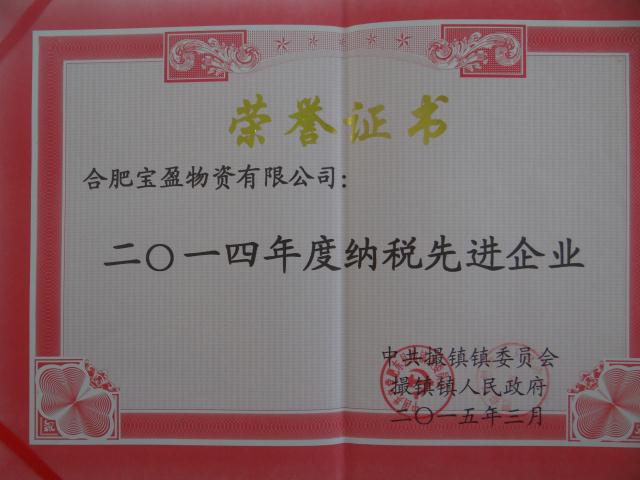 荣誉证书
合肥宝盈物资有限公司：
二〇一四年度纳税先进企业
中共撮镇镇委员会
撮镇镇人民政府
二〇一五年三月